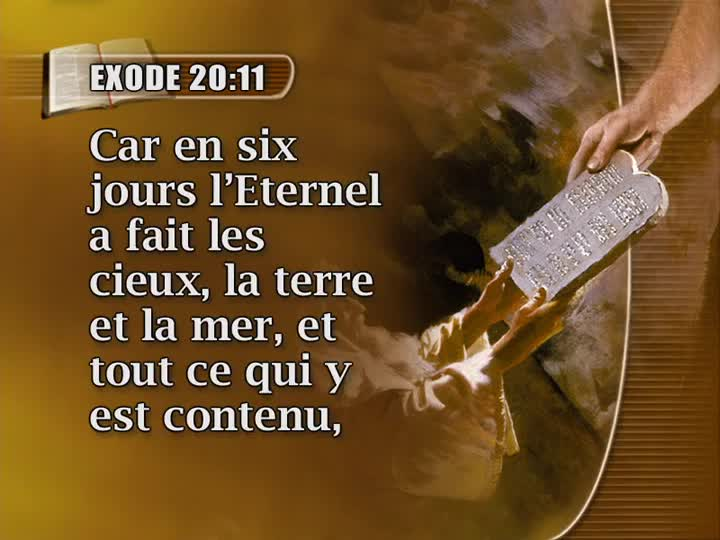 EXODE 20:11
Car en six
jours l’Eternel
a fait les
cieux, la terre
et la mer, et
tout ce qui y
est contenu,